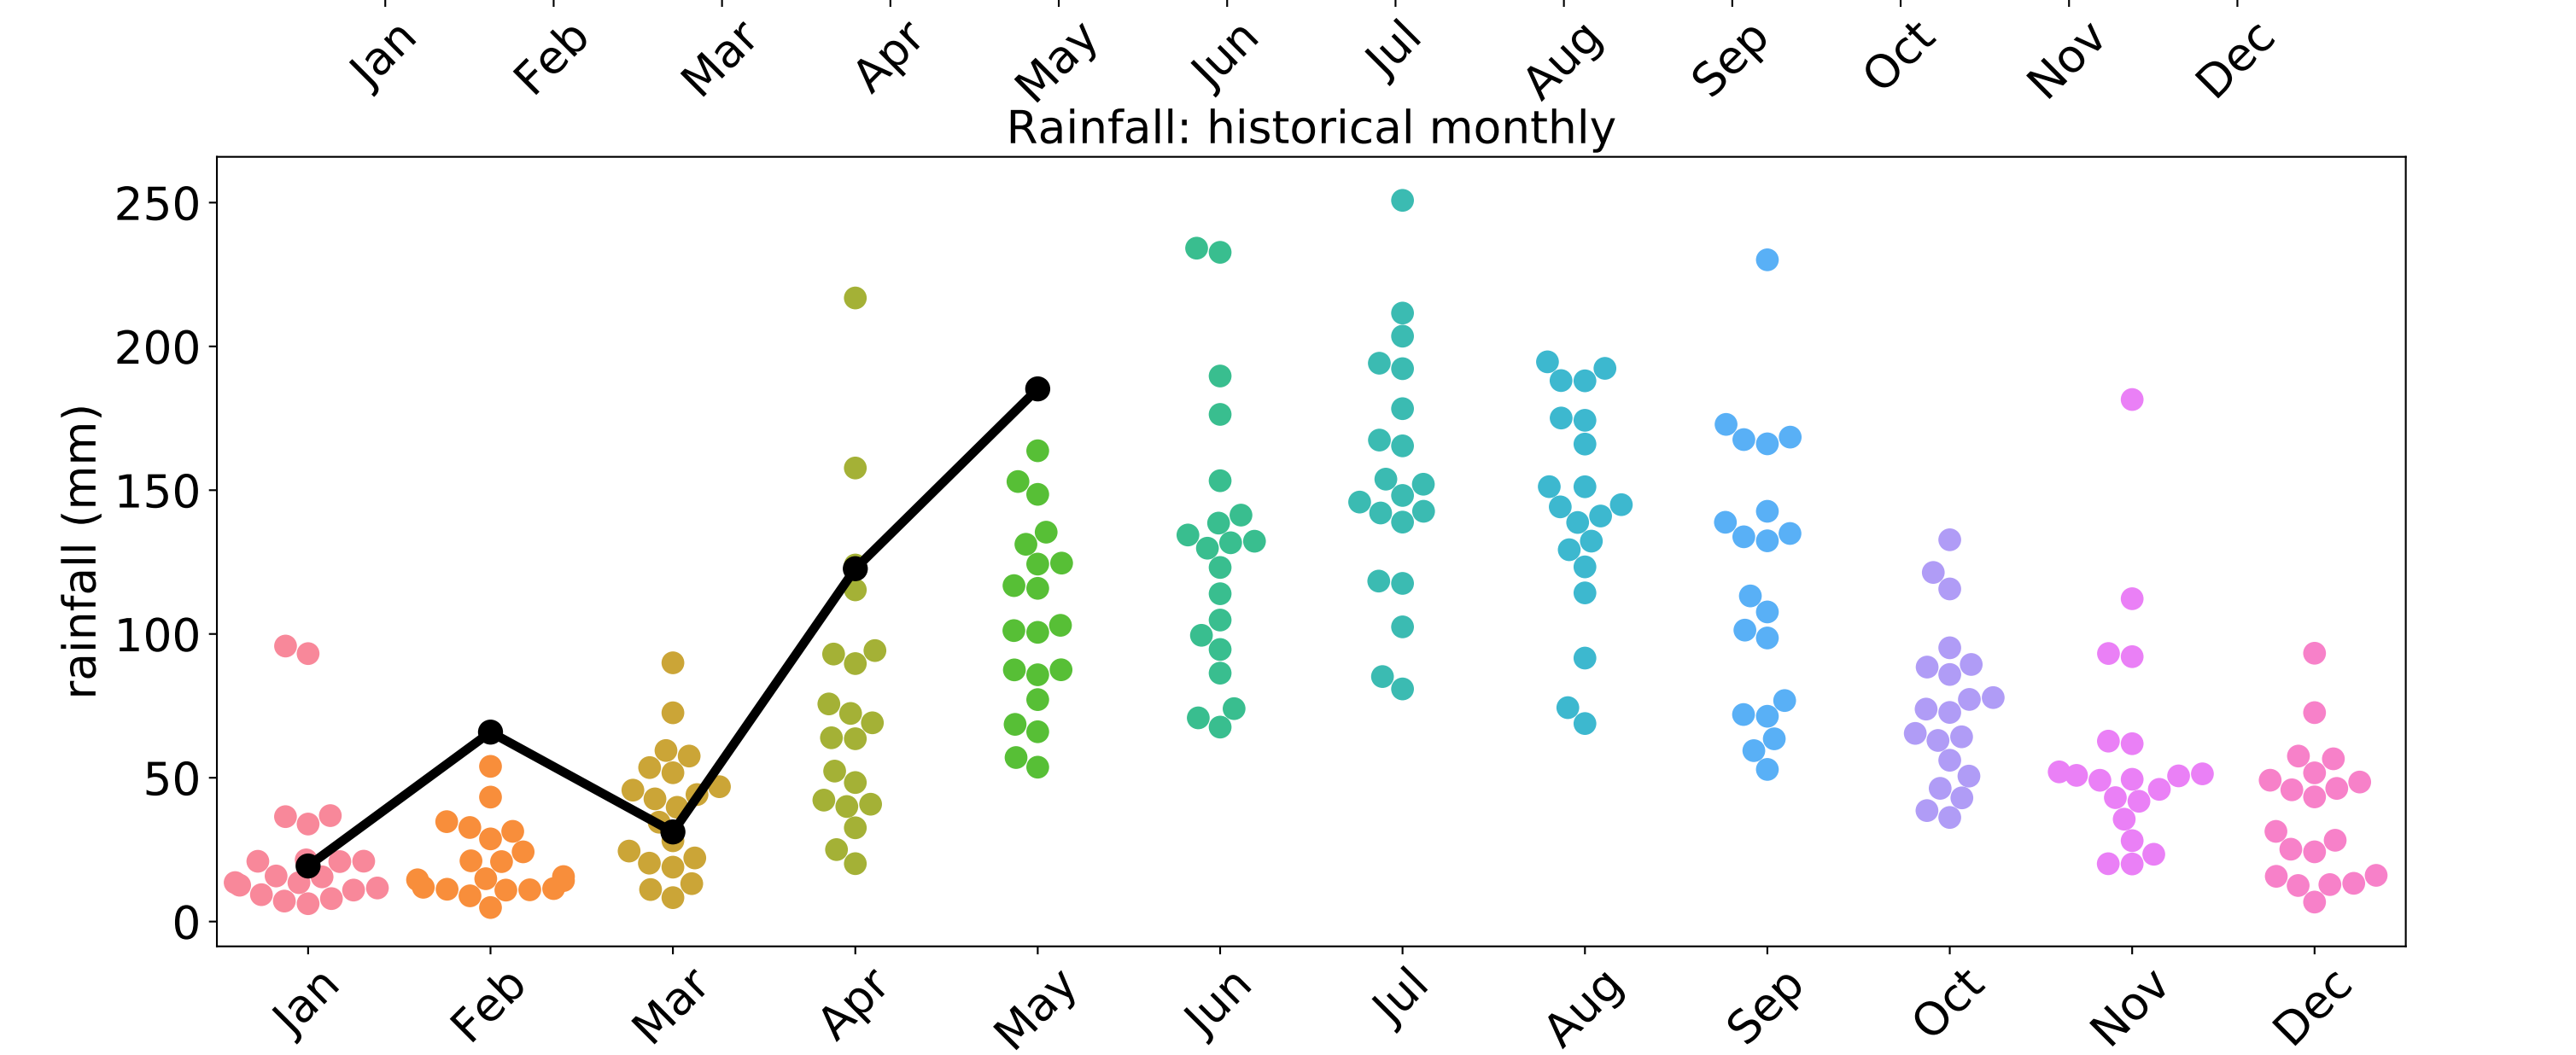 Jan Feb Mar Apr May Jun Jul Aug Sep Oct Nov Dec
Rainfall: historical monthly
rainfall (mm)
250
200
150
100
50
0
Jan Feb Mar Apr May Jun Jul Aug Sep Oct Nov Dec